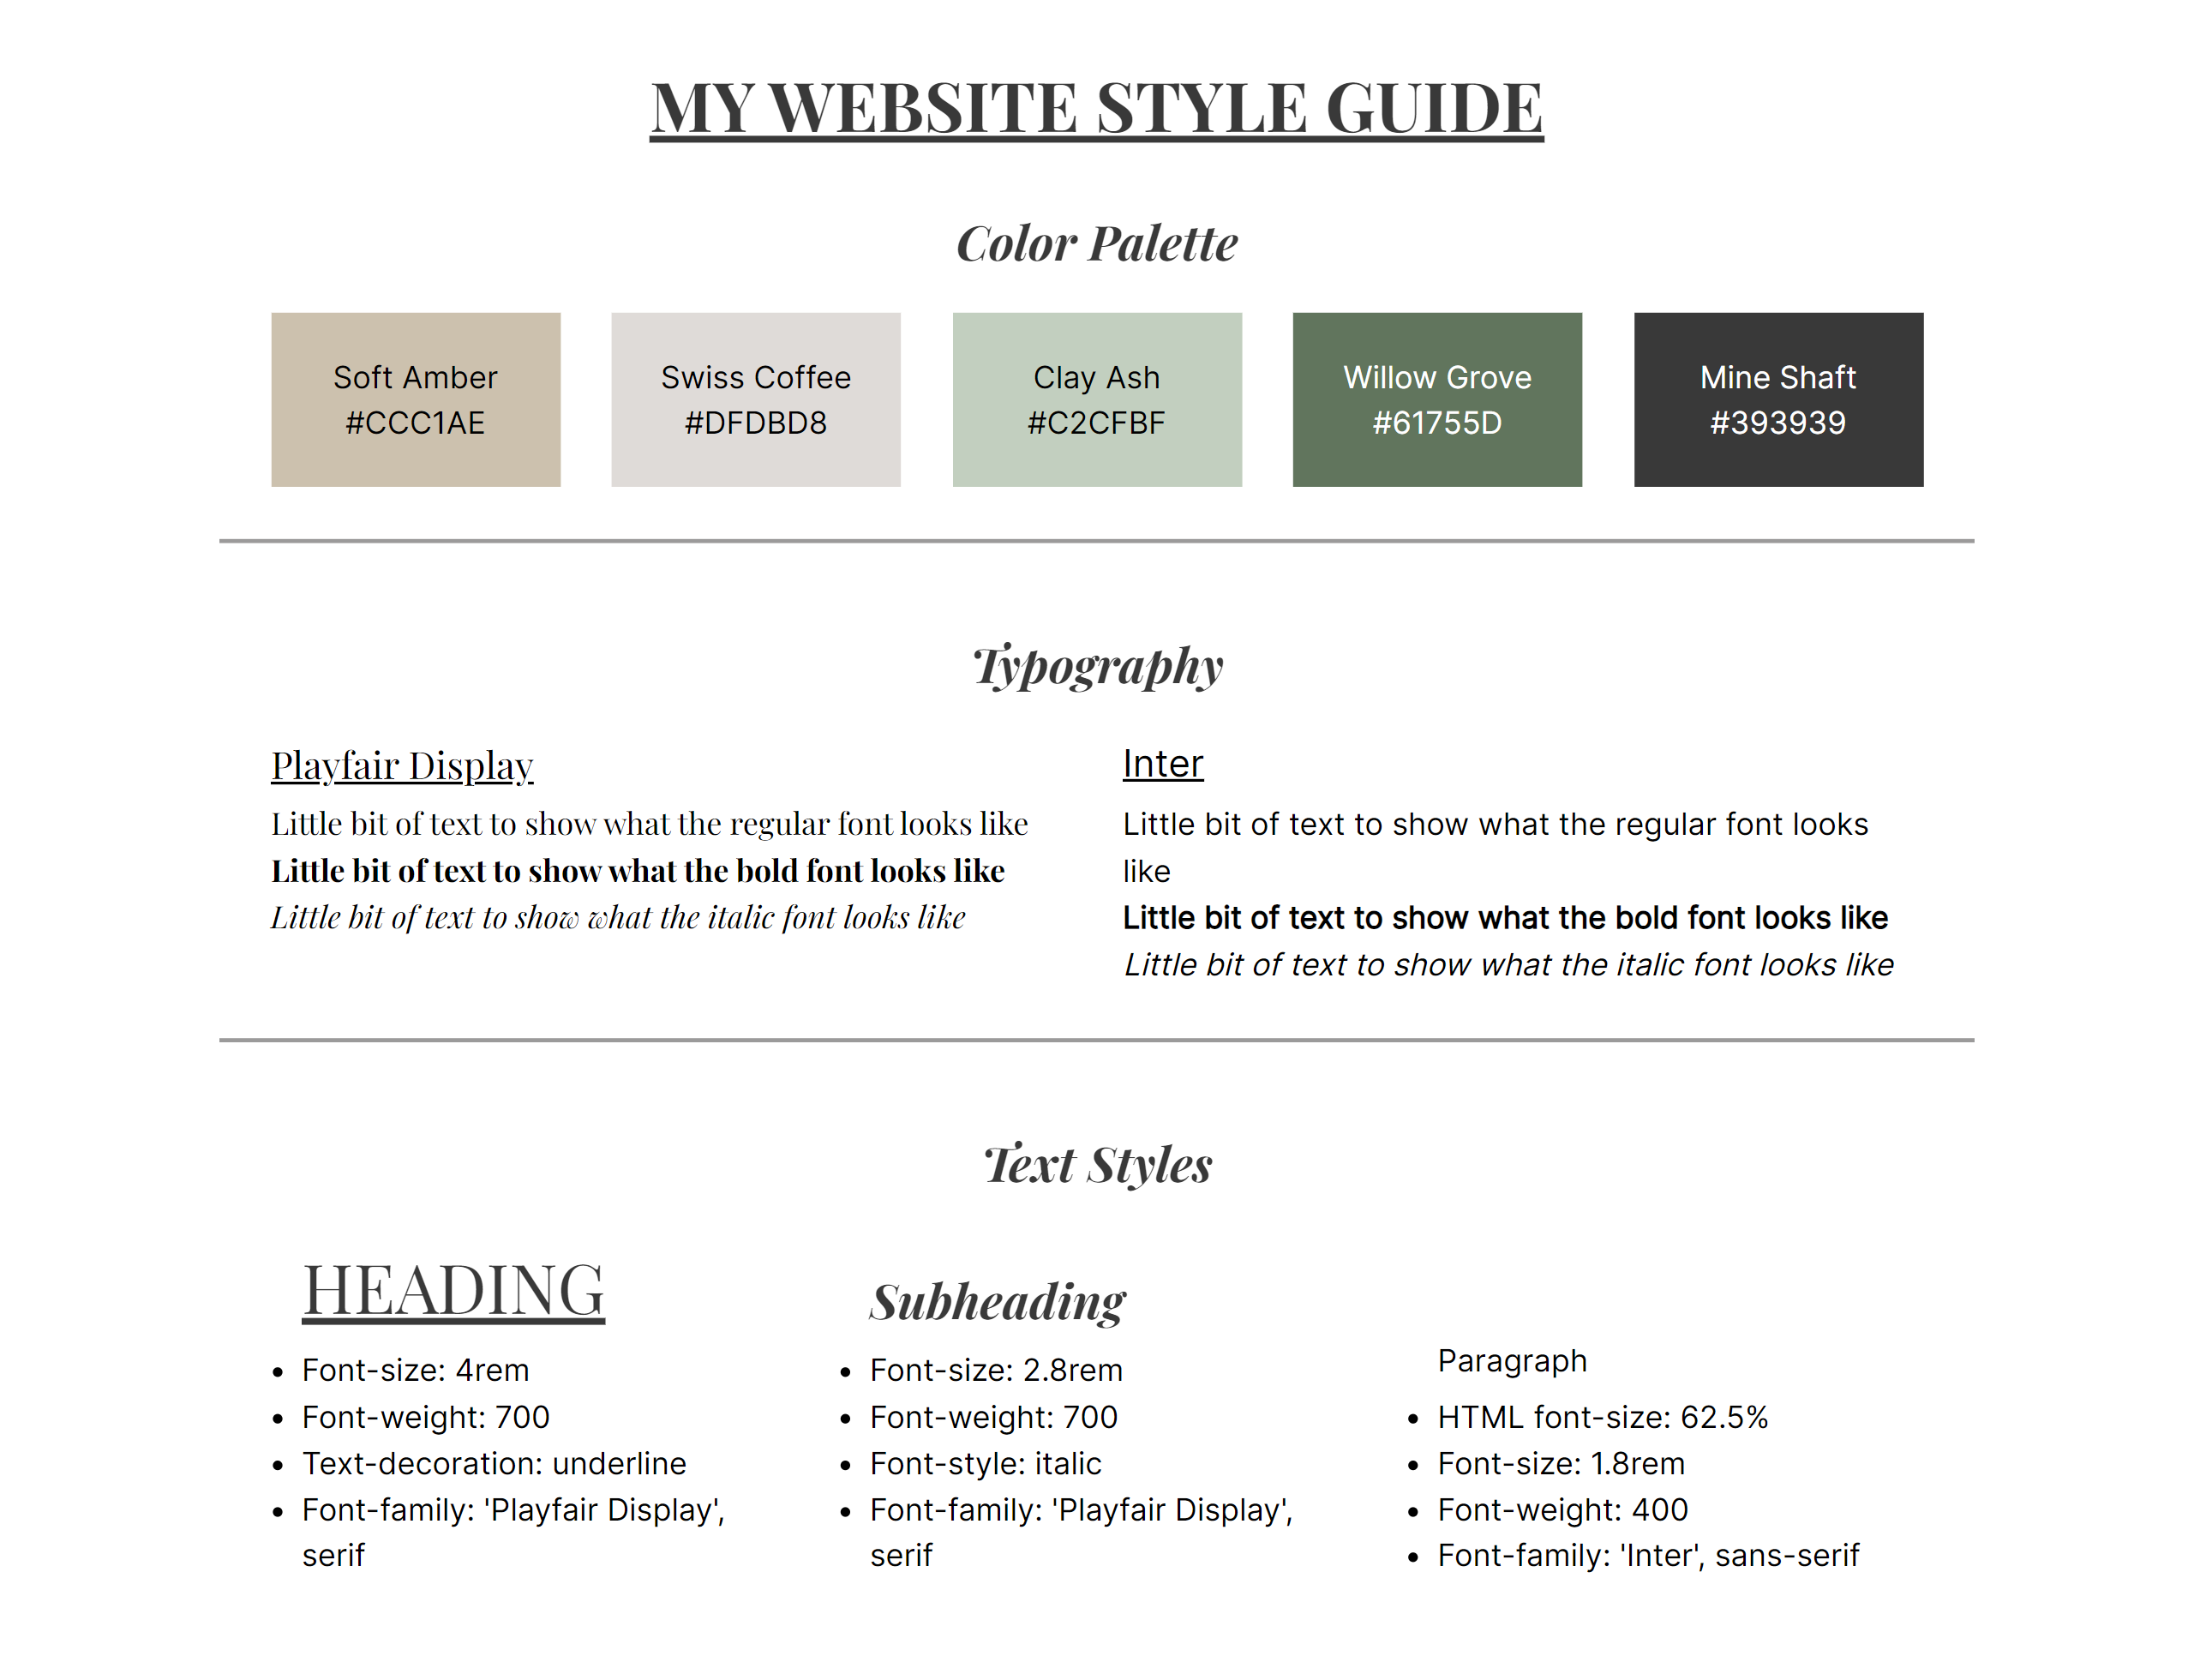 MY WEBSITE STYLE GUIDE
Color Palette
Soft Amber
#CCC1AE
Swiss Coffee
#DFDBD8
Clay Ash
#C2CFBF
Willow Grove
#61755D
Mine Shaft
#393939
Typography
Playfair Display
Little bit of text to show what the regular font looks like
Little bit of text to show what the bold font looks like
Little bit of text to show what the italic font looks like
Inter
Little bit of text to show what the regular font looks
like
Little bit of text to show what the bold font looks like
Little bit of text to show what the italic font looks like
Text Styles
HEADING
• Font-size: 4rem
• Font-weight: 700
• Text-decoration: underline
• Font-family: 'Playfair Display',
serif
Subheading
• Font-size: 2.8rem
• Font-weight: 700
• Font-style: italic
• Font-family: 'Playfair Display',
serif
Paragraph
• HTML font-size: 62.5%
• Font-size: 1.8rem
• Font-weight: 400
• Font-family: 'Inter', sans-serif